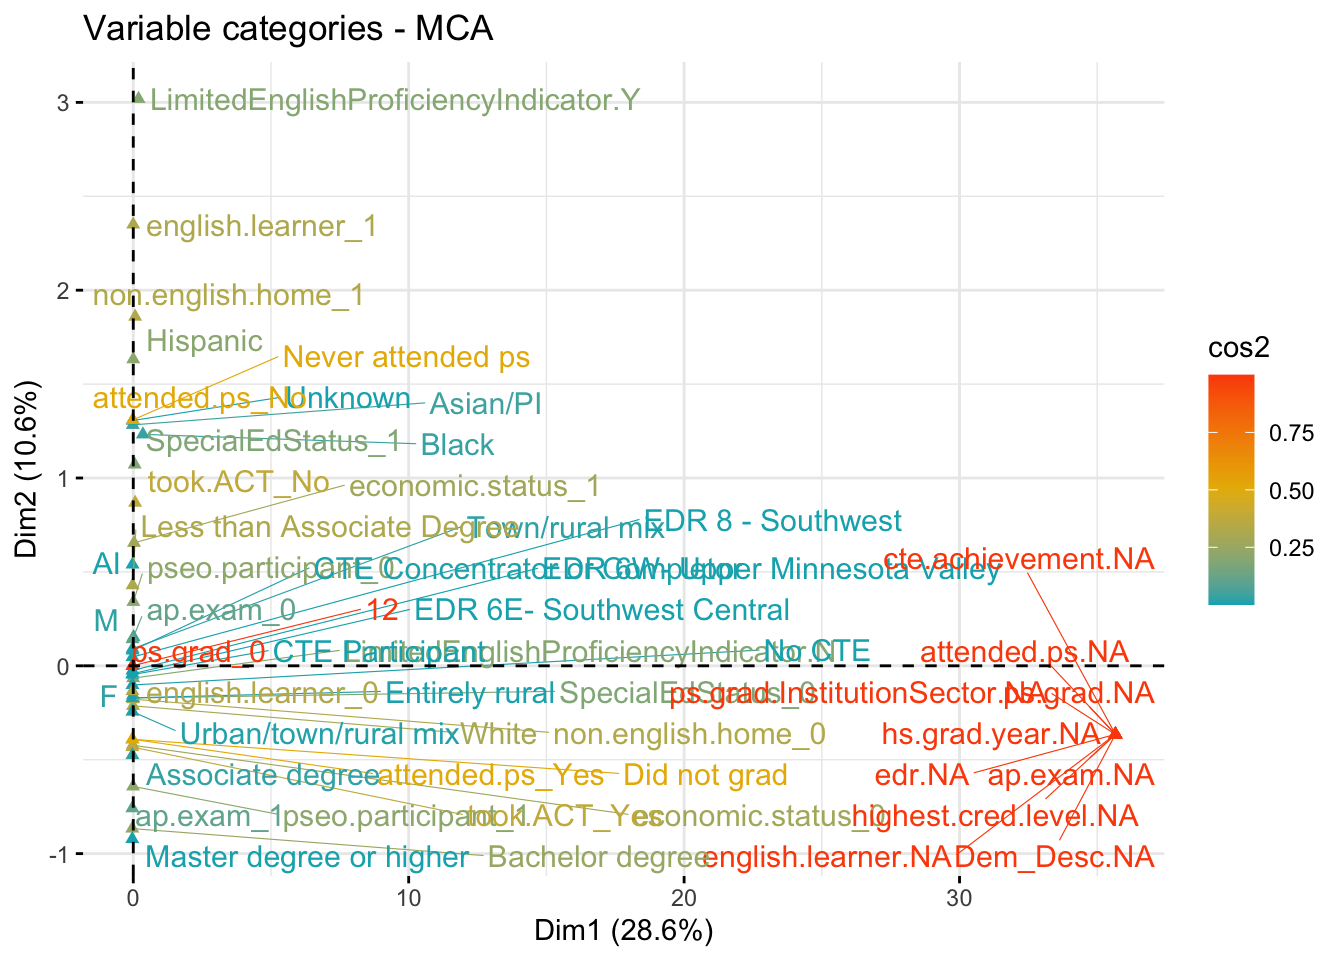 Variable categories - MCA
LimitedEnglishProficiencyIndicator.Y
english.learner_1
non.english.home_1
Hispanic
Never attended ps
attended.ps_No
Unknown
Asian/PI
SpecialEdStatus_1
Black
took.ACT_No
economic.status_1
Less than Associate Degree
Town/rural mix
EDR 8 - Southwest
AI
pseo.participant_0
CTE Concentrator or Completer
EDR 6W- Upper Minnesota Valley
cte.achievement.NA
M
ap.exam_0
12
EDR 6E- Southwest Central
ps.grad_0
CTE Participant
LimitedEnglishProficiencyIndicator.N
No CTE
attended.ps.NA
F
english.learner_0
Entirely rural
SpecialEdStatus_0
ps.grad.InstitutionSector.NA
ps.grad.NA
Urban/town/rural mix
White
non.english.home_0
hs.grad.year.NA
Associate degree
attended.ps_Yes
Did not grad
edr.NA
ap.exam.NA
ap.exam_1
pseo.participant_1
took.ACT_Yes
economic.status_0
highest.cred.level.NA
Master degree or higher
Bachelor degree
english.learner.NA
Dem_Desc.NA
3
2
1
0
-1
Dim2 (10.6%)
0
10
20
30
Dim1 (28.6%)
cos2
0.75
0.50
0.25